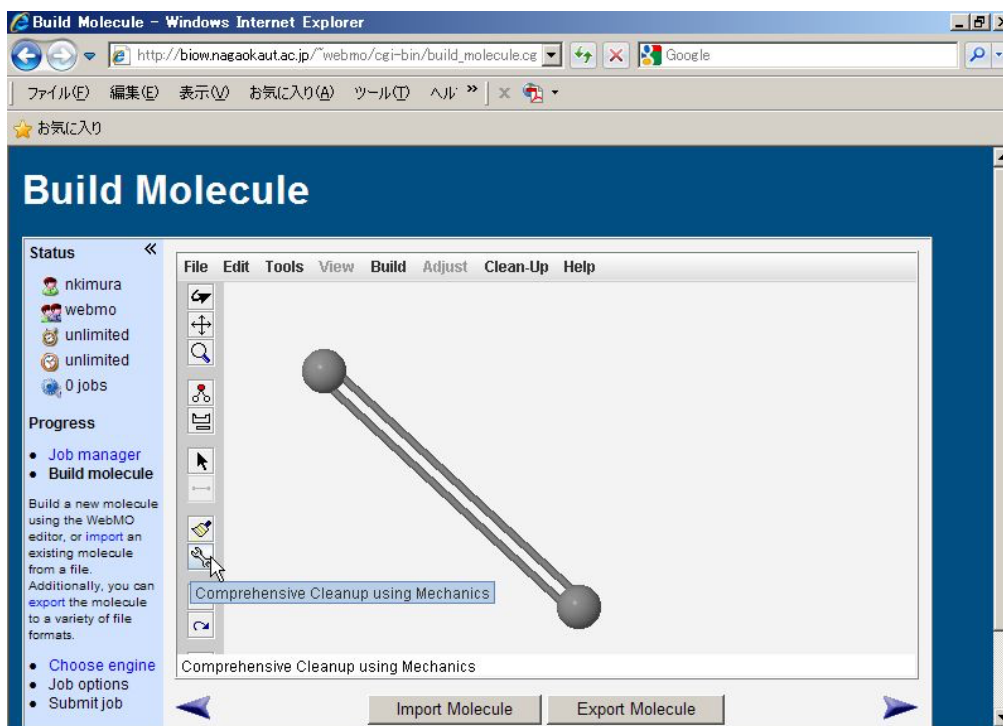 Build Molecule - Windows Internet Explorer
http://biow.nagaokaut.ac.jp/~webmo/cgi-bin/build_molecule.cg
Google
ファイル(F) 編集(E) 表示(V) お気に入り(A) ツール(T) ヘル »
お気に入り
Build Molecule
Status «
nkimura
webmo
unlimited
unlimited
0 jobs
Progress
• Job manager
• Build molecule
Build a new molecule
using the WebMO
editor, or import an
existing molecule
from a file.
Additionally, you can
export the molecule
to a variety of file
formats.
• Choose engine
• Job options
• Submit job
File Edit Tools View Build Adjust Clean-Up Help
Comprehensive Cleanup using Mechanics
Comprehensive Cleanup using Mechanics
Import Molecule Export Molecule